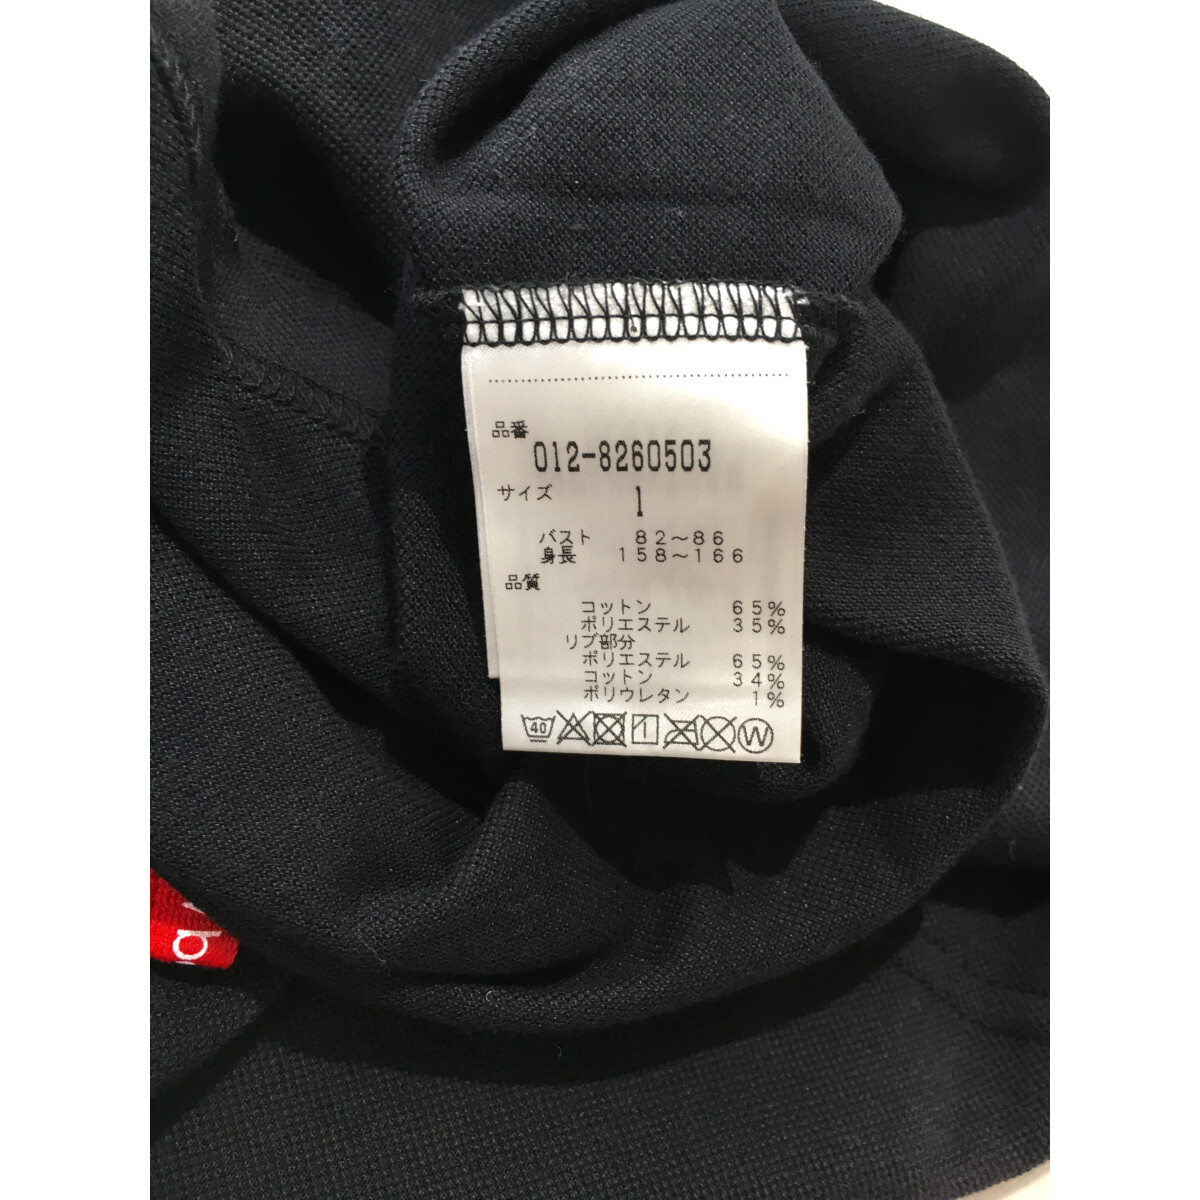 品番
012-8260503
サイズ 1
バスト 82～86
身長 158～166
品質
コットン 65%
ポリエステル 35%
リブ部分
ポリエステル 65%
コットン 34%
ポリウレタン 1%
40 W